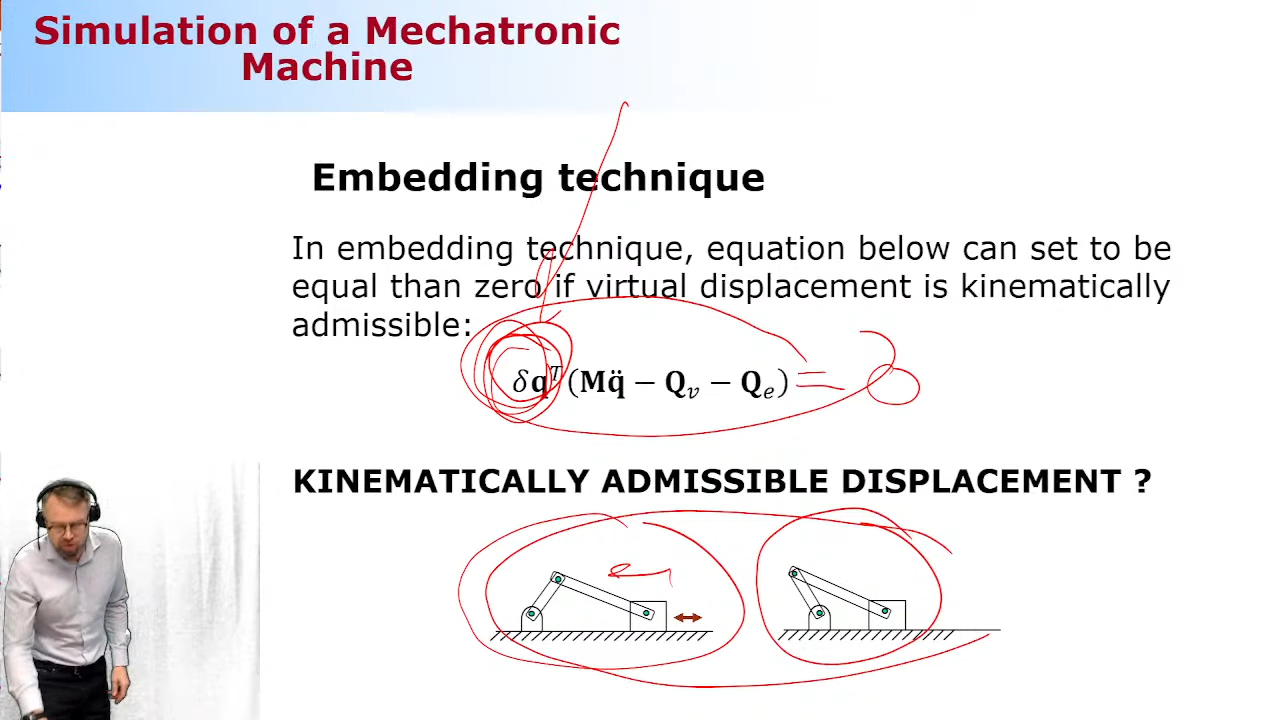 Simulation of a Mechatronic
Machine
Embedding technique
In embedding technique, equation below can set to be
equal than zero if virtual displacement is kinematically
admissible:
δq^T(Mq̈ − Q_v − Q_e) = 0
KINEMATICALLY ADMISSIBLE DISPLACEMENT ?